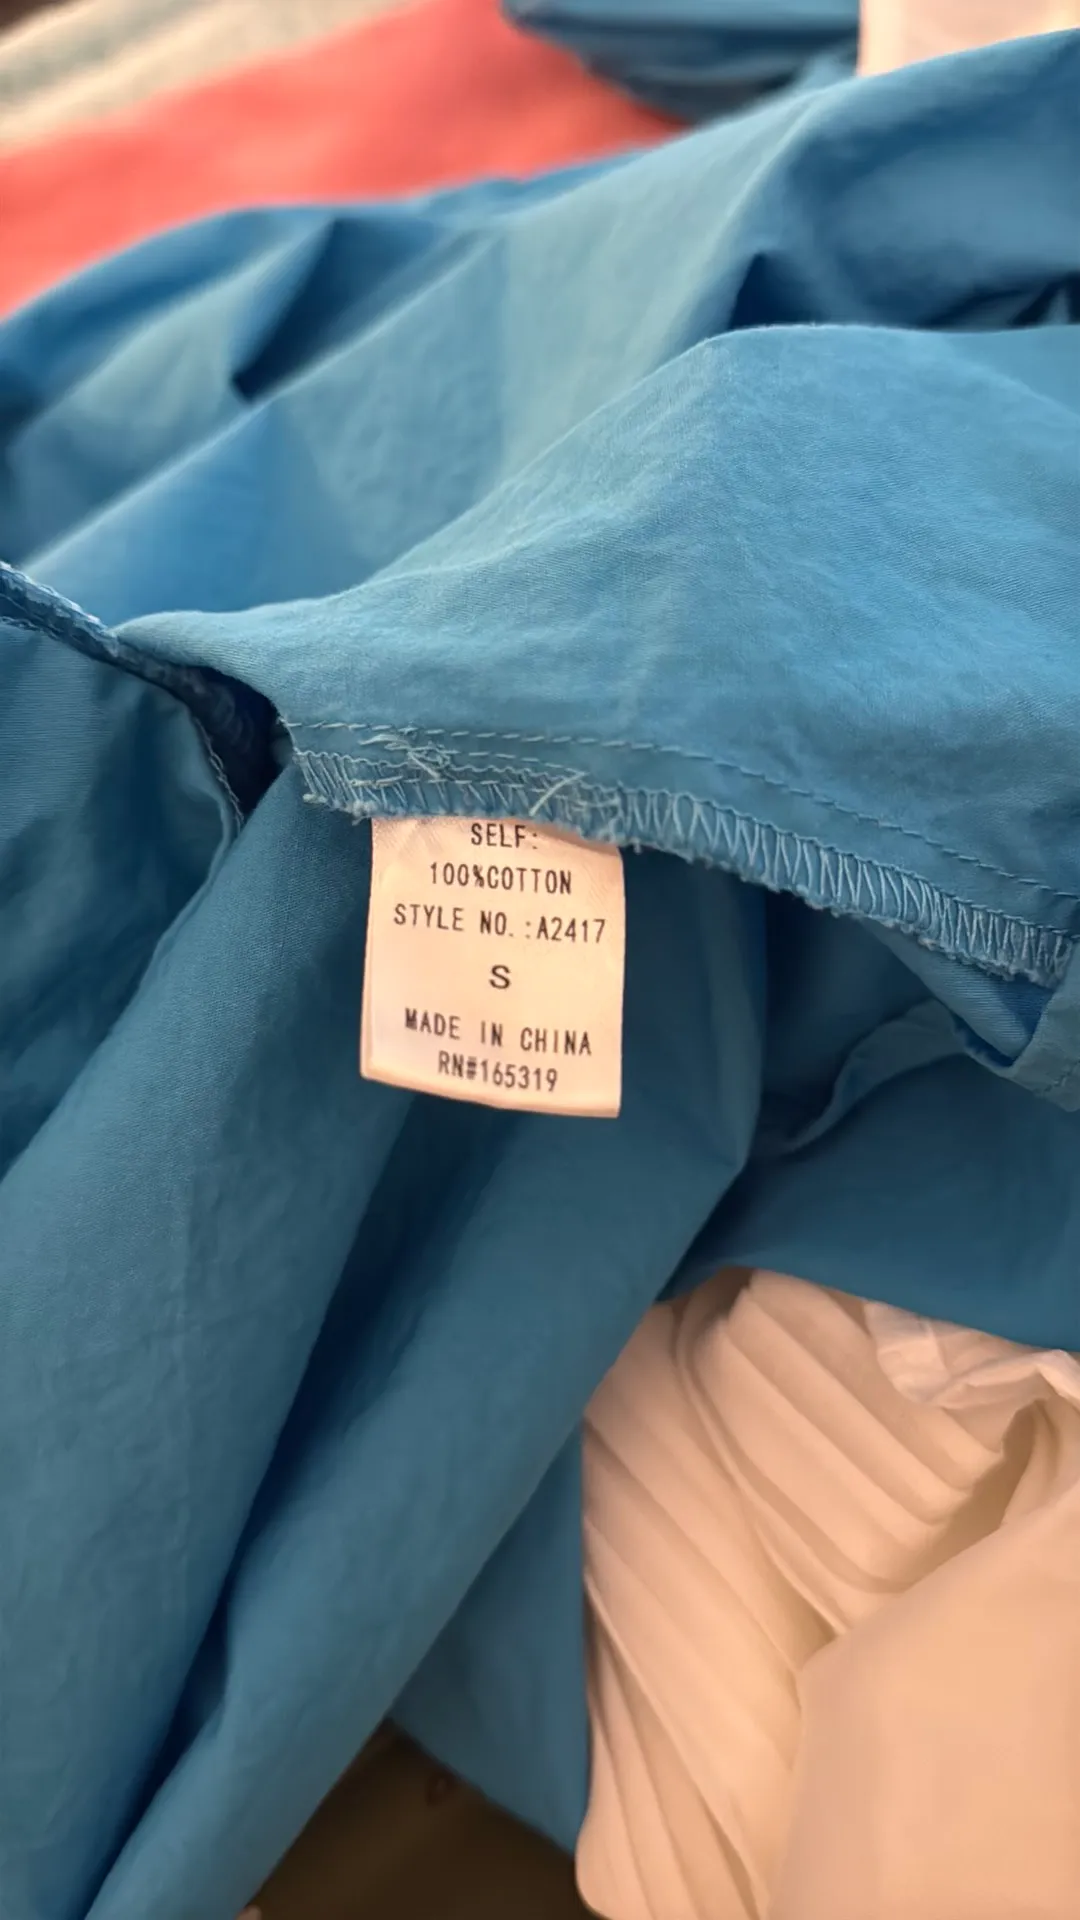 SELF:
100%COTTON
STYLE NO.:A2417
S
MADE IN CHINA
RN#165319